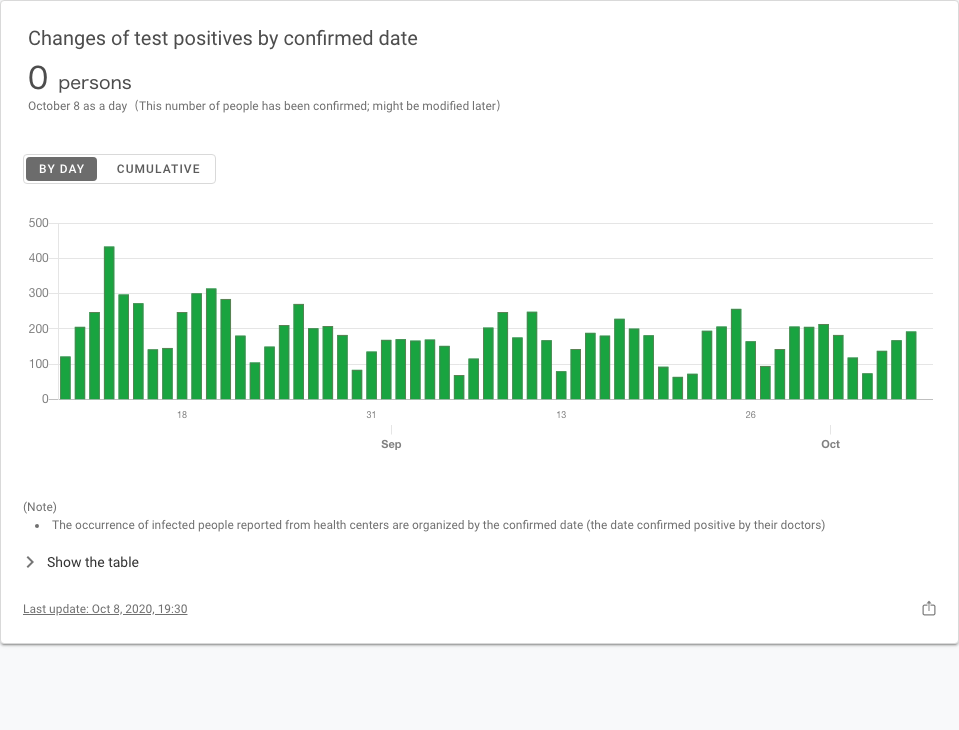 Changes of test positives by confirmed date
0 persons
October 8 as a day（This number of people has been confirmed; might be modified later）
BY DAY CUMULATIVE
500
400
300
200
100
0
18 31 13 26
Sep Oct
(Note)
• The occurrence of infected people reported from health centers are organized by the confirmed date (the date confirmed positive by their doctors)
Show the table
Last update: Oct 8, 2020, 19:30